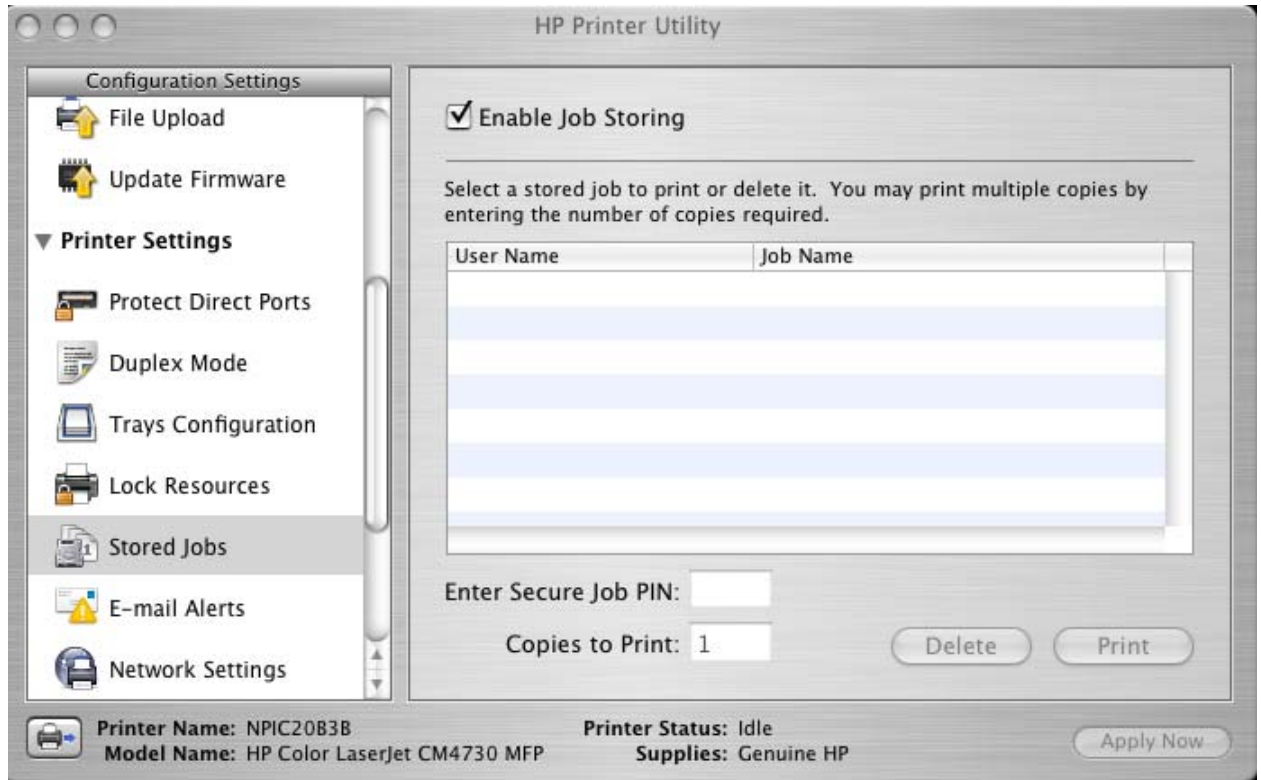 HP Printer Utility
Configuration Settings
File Upload
Update Firmware
Printer Settings
Protect Direct Ports
Duplex Mode
Trays Configuration
Lock Resources
Stored Jobs
E-mail Alerts
Network Settings
Enable Job Storing
Select a stored job to print or delete it. You may print multiple copies by
entering the number of copies required.
User Name Job Name
Enter Secure Job PIN:
Copies to Print: 1
Delete Print
Printer Name: NPIC20B3B Printer Status: Idle
Model Name: HP Color LaserJet CM4730 MFP Supplies: Genuine HP
Apply Now